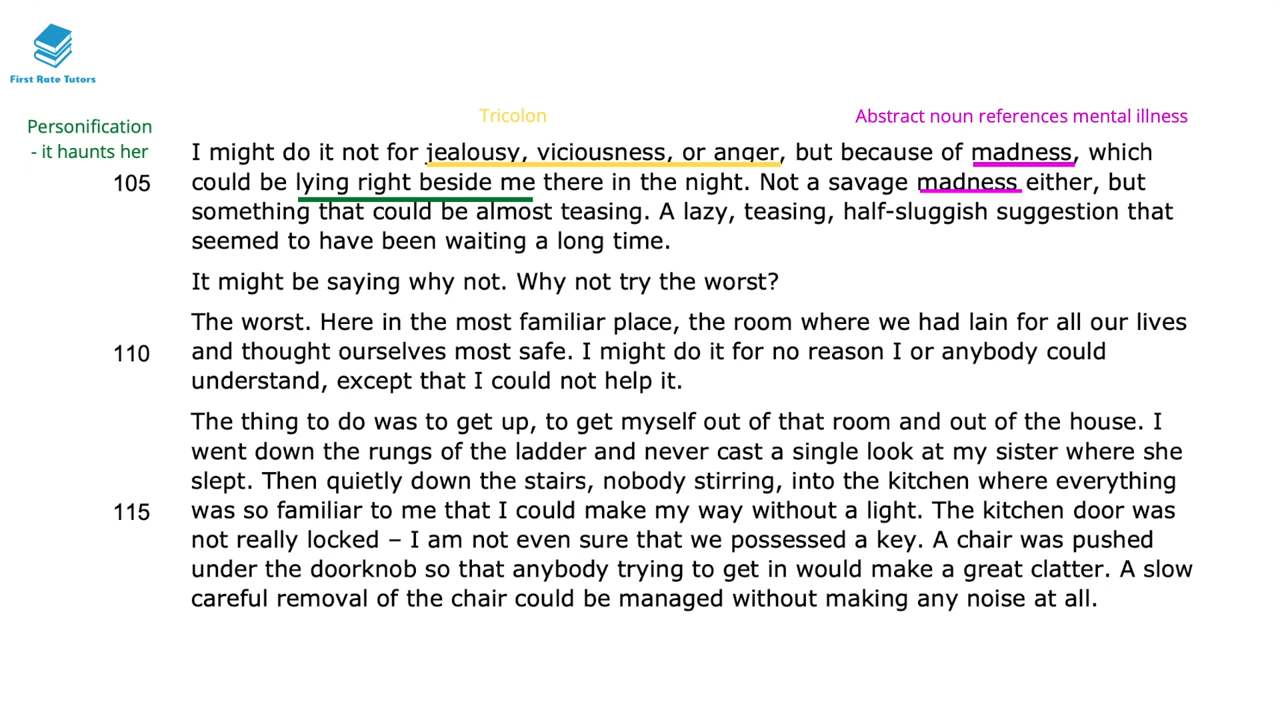 First Rate Tutors
Tricolon
Abstract noun references mental illness
Personification
- it haunts her
I might do it not for jealousy, viciousness, or anger, but because of madness, which
105 could be lying right beside me there in the night. Not a savage madness either, but
something that could be almost teasing. A lazy, teasing, half-sluggish suggestion that
seemed to have been waiting a long time.
It might be saying why not. Why not try the worst?
The worst. Here in the most familiar place, the room where we had lain for all our lives
110 and thought ourselves most safe. I might do it for no reason I or anybody could
understand, except that I could not help it.
The thing to do was to get up, to get myself out of that room and out of the house. I
went down the rungs of the ladder and never cast a single look at my sister where she
slept. Then quietly down the stairs, nobody stirring, into the kitchen where everything
115 was so familiar to me that I could make my way without a light. The kitchen door was
not really locked – I am not even sure that we possessed a key. A chair was pushed
under the doorknob so that anybody trying to get in would make a great clatter. A slow
careful removal of the chair could be managed without making any noise at all.